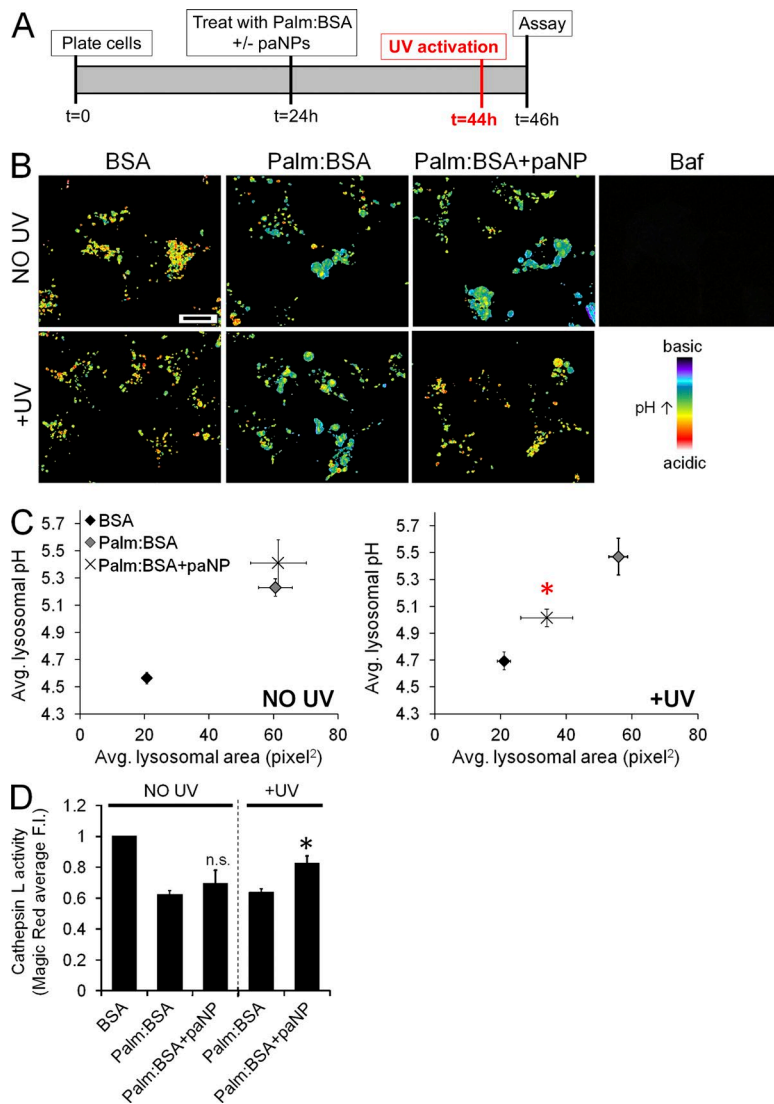 A
Plate cells
Treat with Palm:BSA
+/- paNPs
UV activation
Assay
t=0
t=24h
t=44h
t=46h
B
BSA
Palm:BSA
Palm:BSA+paNP
Baf
NO UV
+UV
basic
pH ↑
acidic
C
Avg. lysosomal pH
5.7
5.5
5.3
5.1
4.9
4.7
4.5
4.3
BSA
Palm:BSA
Palm:BSA+paNP
NO UV
0
20
40
60
80
Avg. lysosomal area (pixel²)
Avg. lysosomal pH
5.7
5.5
5.3
5.1
4.9
4.7
4.5
4.3
*
+UV
0
20
40
60
80
Avg. lysosomal area (pixel²)
D
NO UV
+UV
Cathepsin L activity
(Magic Red average F.I.)
1.2
1
0.8
0.6
0.4
0.2
0
n.s.
*
BSA
Palm:BSA
Palm:BSA+paNP
Palm:BSA
Palm:BSA+paNP